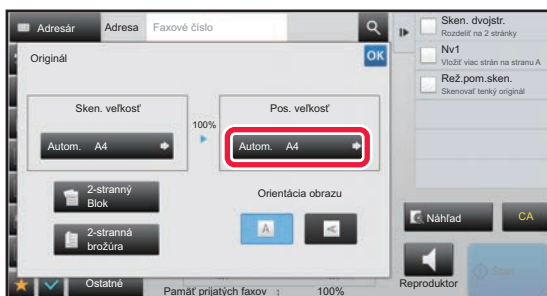 Adresár
Adresa
Faxové číslo
Originál
OK
Sken. veľkosť
100%
Pos. veľkosť
Autom. A4
Autom. A4
2-stranný
Blok
2-stranná
brožúra
Orientácia obrazu
A
A
Ostatné
Pamäť prijatých faxov : 100%
Sken. dvojstr.
Rozdeliť na 2 stránky
Nv1
Vložiť viac strán na stranu A
Rež.pom.sken.
Skenovať tenký originál
Náhľad
CA
Reproduktor
Štart